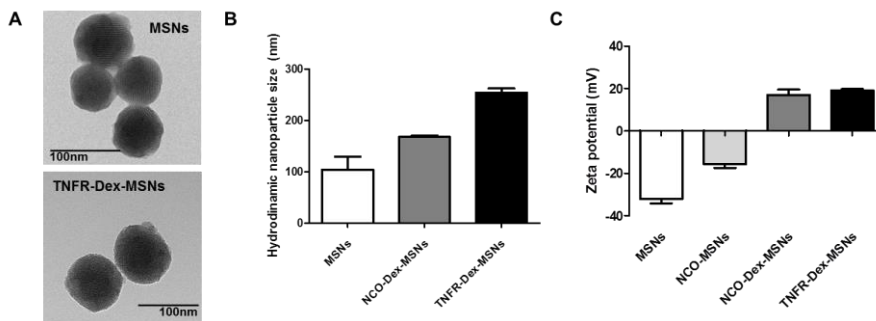 A
MSNs
100nm
TNFR-Dex-MSNs
100nm
B
Hydrodinamic nanoparticle size (nm)
300
200
100
0
MSNs
NCO-Dex-MSNs
TNFR-Dex-MSNs
C
Zeta potential (mV)
40
20
0
-20
-40
MSNs
NCO-MSNs
NCO-Dex-MSNs
TNFR-Dex-MSNs